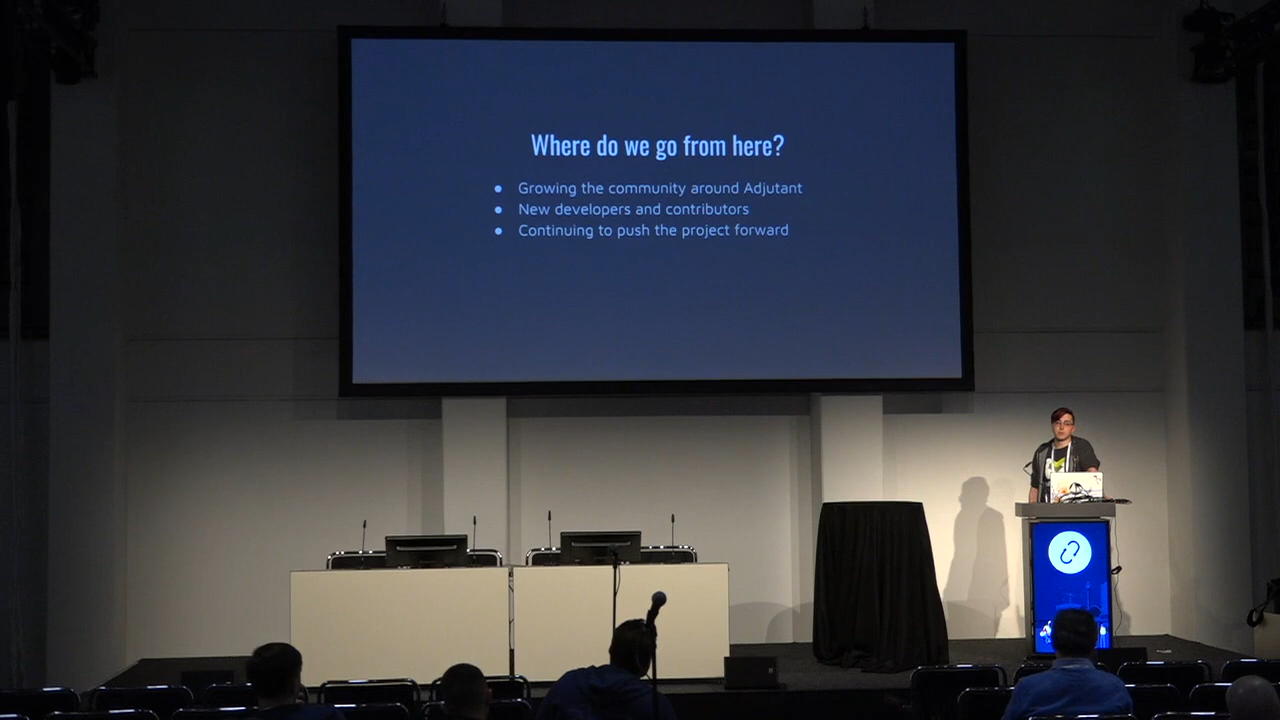 Where do we go from here?
● Growing the community around Adjutant
● New developers and contributors
● Continuing to push the project forward